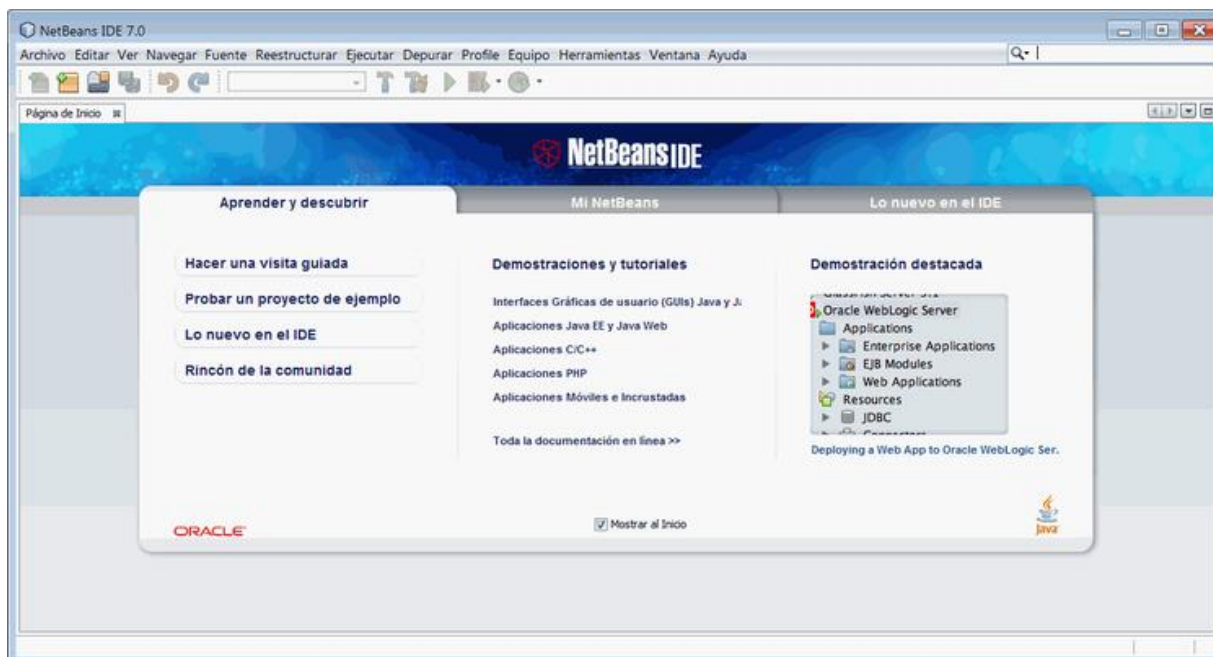 NetBeans IDE 7.0
Archivo Editar Ver Navegar Fuente Reestructurar Ejecutar Depurar Profile Equipo Herramientas Ventana Ayuda
Página de Inicio
NetBeans IDE
Aprender y descubrir
Mi NetBeans
Lo nuevo en el IDE
Hacer una visita guiada
Probar un proyecto de ejemplo
Lo nuevo en el IDE
Rincón de la comunidad
Demostraciones y tutoriales
Interfaces Gráficas de usuario (GUIs) Java y
Aplicaciones Java EE y Java Web
Aplicaciones C/C++
Aplicaciones PHP
Aplicaciones Móviles e Incrustadas
Toda la documentación en línea >>
Demostración destacada
Oracle WebLogic Server
Applications
Enterprise Applications
EJB Modules
Web Applications
Resources
JDBC
Deploying a Web App to Oracle WebLogic Ser.
ORACLE
Mostrar al Inicio
Java